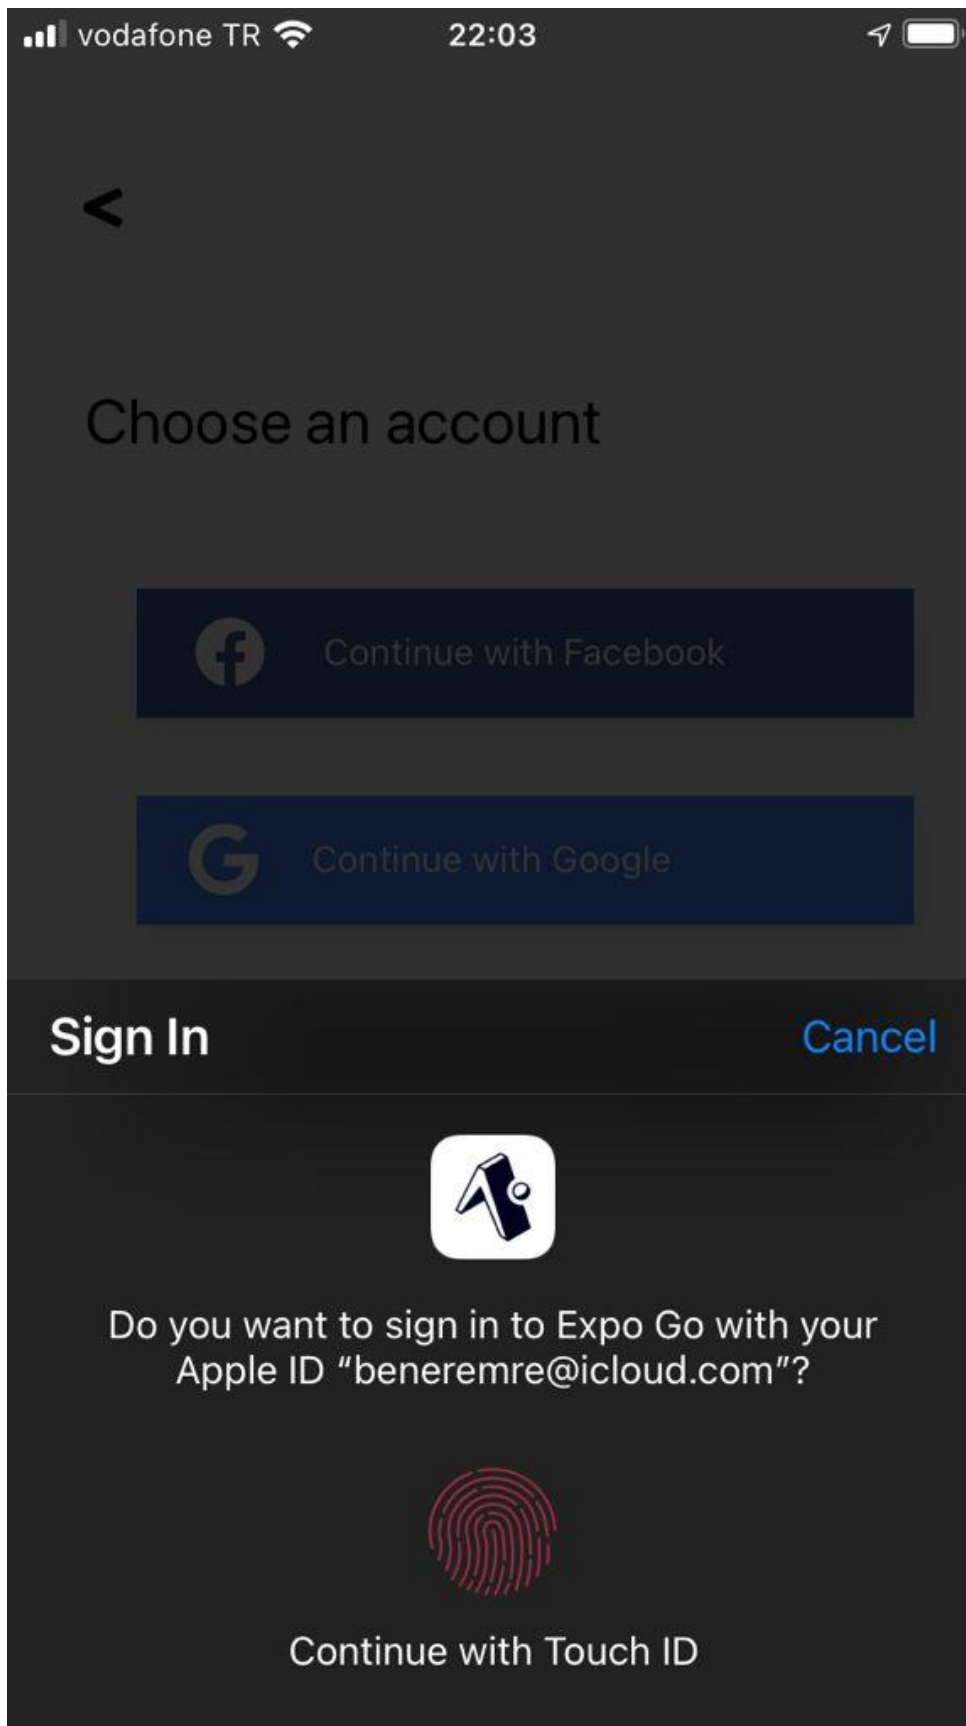 vodafone TR 22:03
<
Choose an account
Continue with Facebook
Continue with Google
Sign In Cancel
Do you want to sign in to Expo Go with your
Apple ID “beneremre@icloud.com”?
Continue with Touch ID